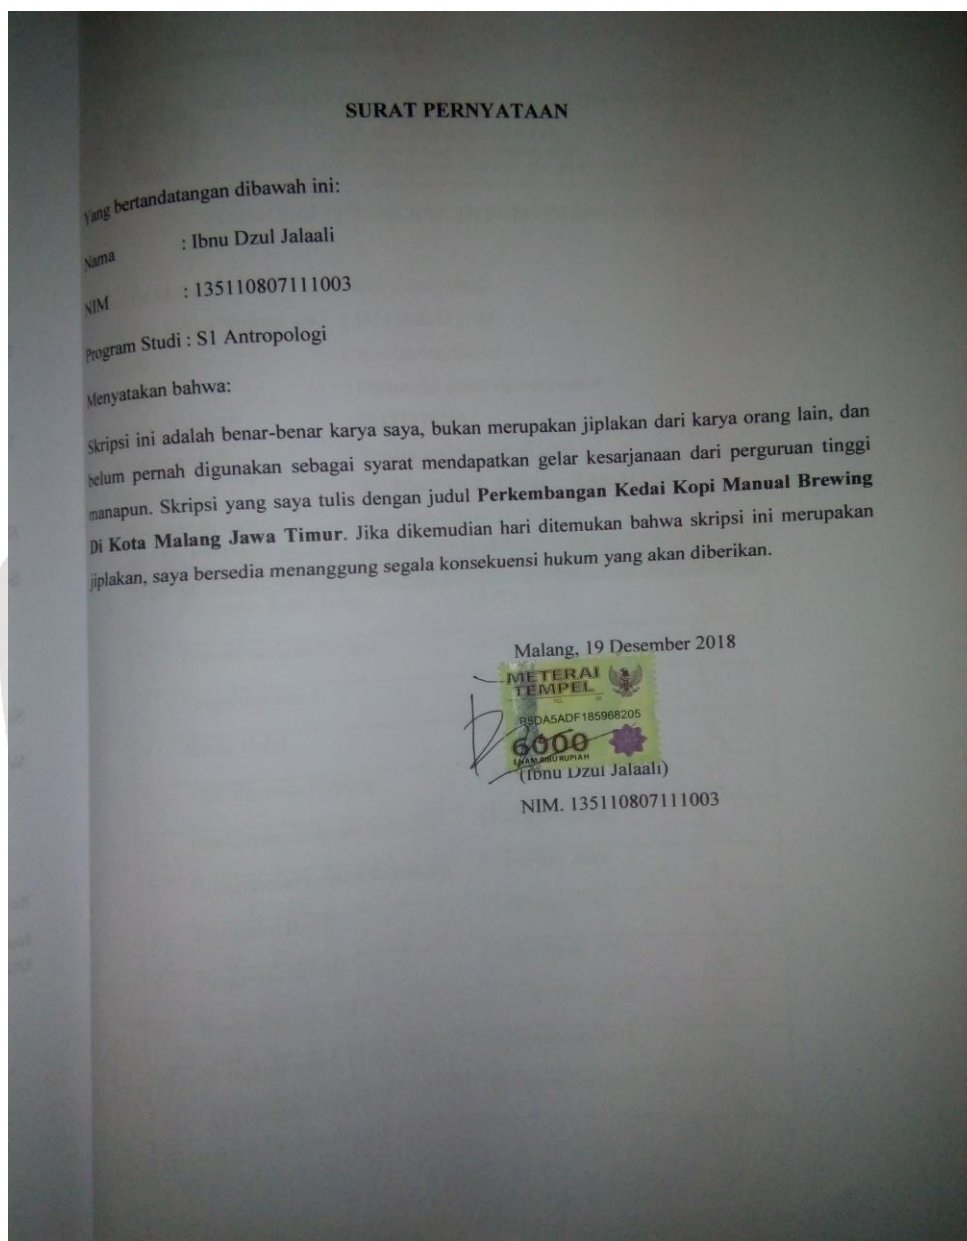 SURAT PERNYATAAN
Yang bertandatangan dibawah ini:
Nama : Ibnu Dzul Jalaali
NIM : 135110807111003
Program Studi : S1 Antropologi
Menyatakan bahwa:
Skripsi ini adalah benar-benar karya saya, bukan merupakan jiplakan dari karya orang lain, dan
belum pernah digunakan sebagai syarat mendapatkan gelar kesarjanaan dari perguruan tinggi
manapun. Skripsi yang saya tulis dengan judul Perkembangan Kedai Kopi Manual Brewing
Di Kota Malang Jawa Timur. Jika dikemudian hari ditemukan bahwa skripsi ini merupakan
jiplakan, saya bersedia menanggung segala konsekuensi hukum yang akan diberikan.
Malang, 19 Desember 2018
METERAI
TEMPEL
TGL. 20
ADF185968205
6000
ENAM RIBU RUPIAH
(Ibnu Dzul Jalaali)
NIM. 135110807111003